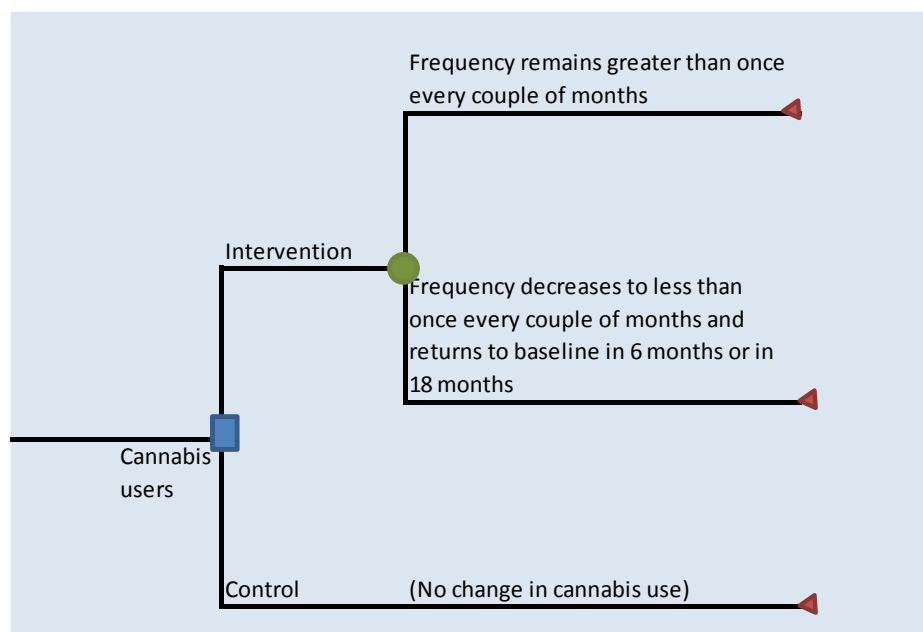 Frequency remains greater than once
every couple of months
Intervention
Frequency decreases to less than
once every couple of months and
returns to baseline in 6 months or in
18 months
Cannabis
users
Control
(No change in cannabis use)